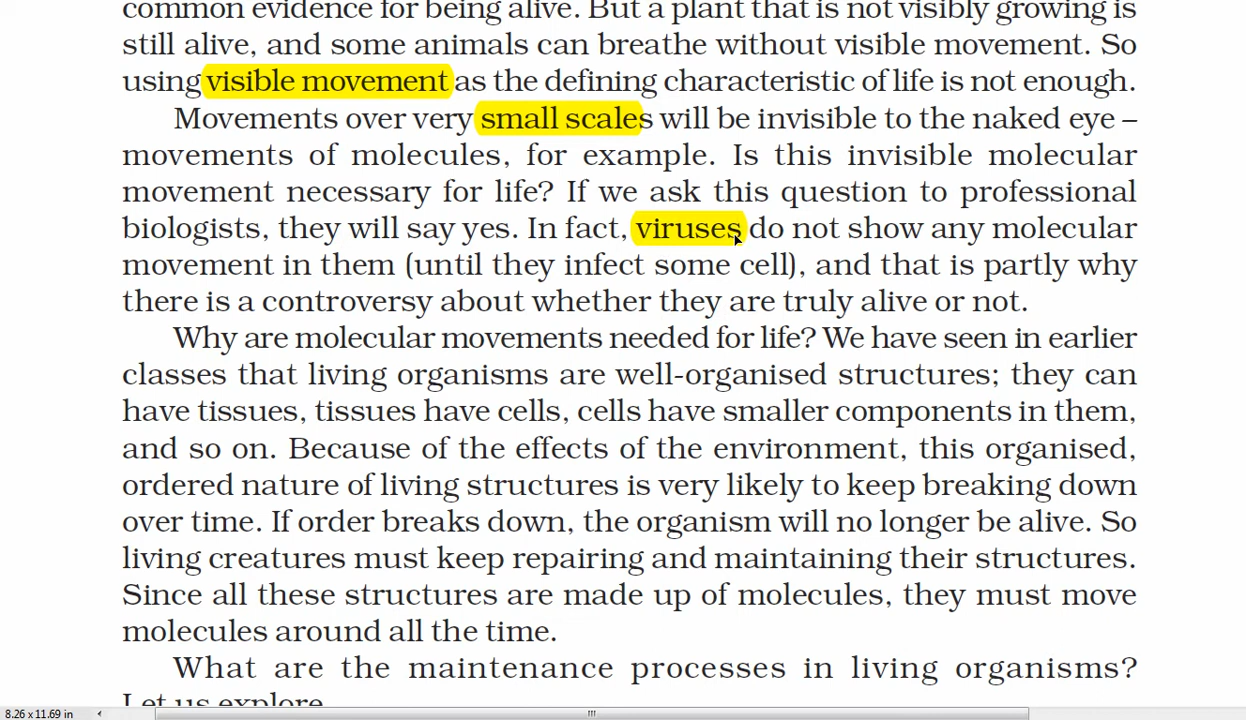 common evidence for being alive. But a plant that is not visibly growing is
still alive, and some animals can breathe without visible movement. So
using visible movement as the defining characteristic of life is not enough.
Movements over very small scales will be invisible to the naked eye –
movements of molecules, for example. Is this invisible molecular
movement necessary for life? If we ask this question to professional
biologists, they will say yes. In fact, viruses do not show any molecular
movement in them (until they infect some cell), and that is partly why
there is a controversy about whether they are truly alive or not.
Why are molecular movements needed for life? We have seen in earlier
classes that living organisms are well-organised structures; they can
have tissues, tissues have cells, cells have smaller components in them,
and so on. Because of the effects of the environment, this organised,
ordered nature of living structures is very likely to keep breaking down
over time. If order breaks down, the organism will no longer be alive. So
living creatures must keep repairing and maintaining their structures.
Since all these structures are made up of molecules, they must move
molecules around all the time.
What are the maintenance processes in living organisms?
Let us explore
8.26 x 11.69 in